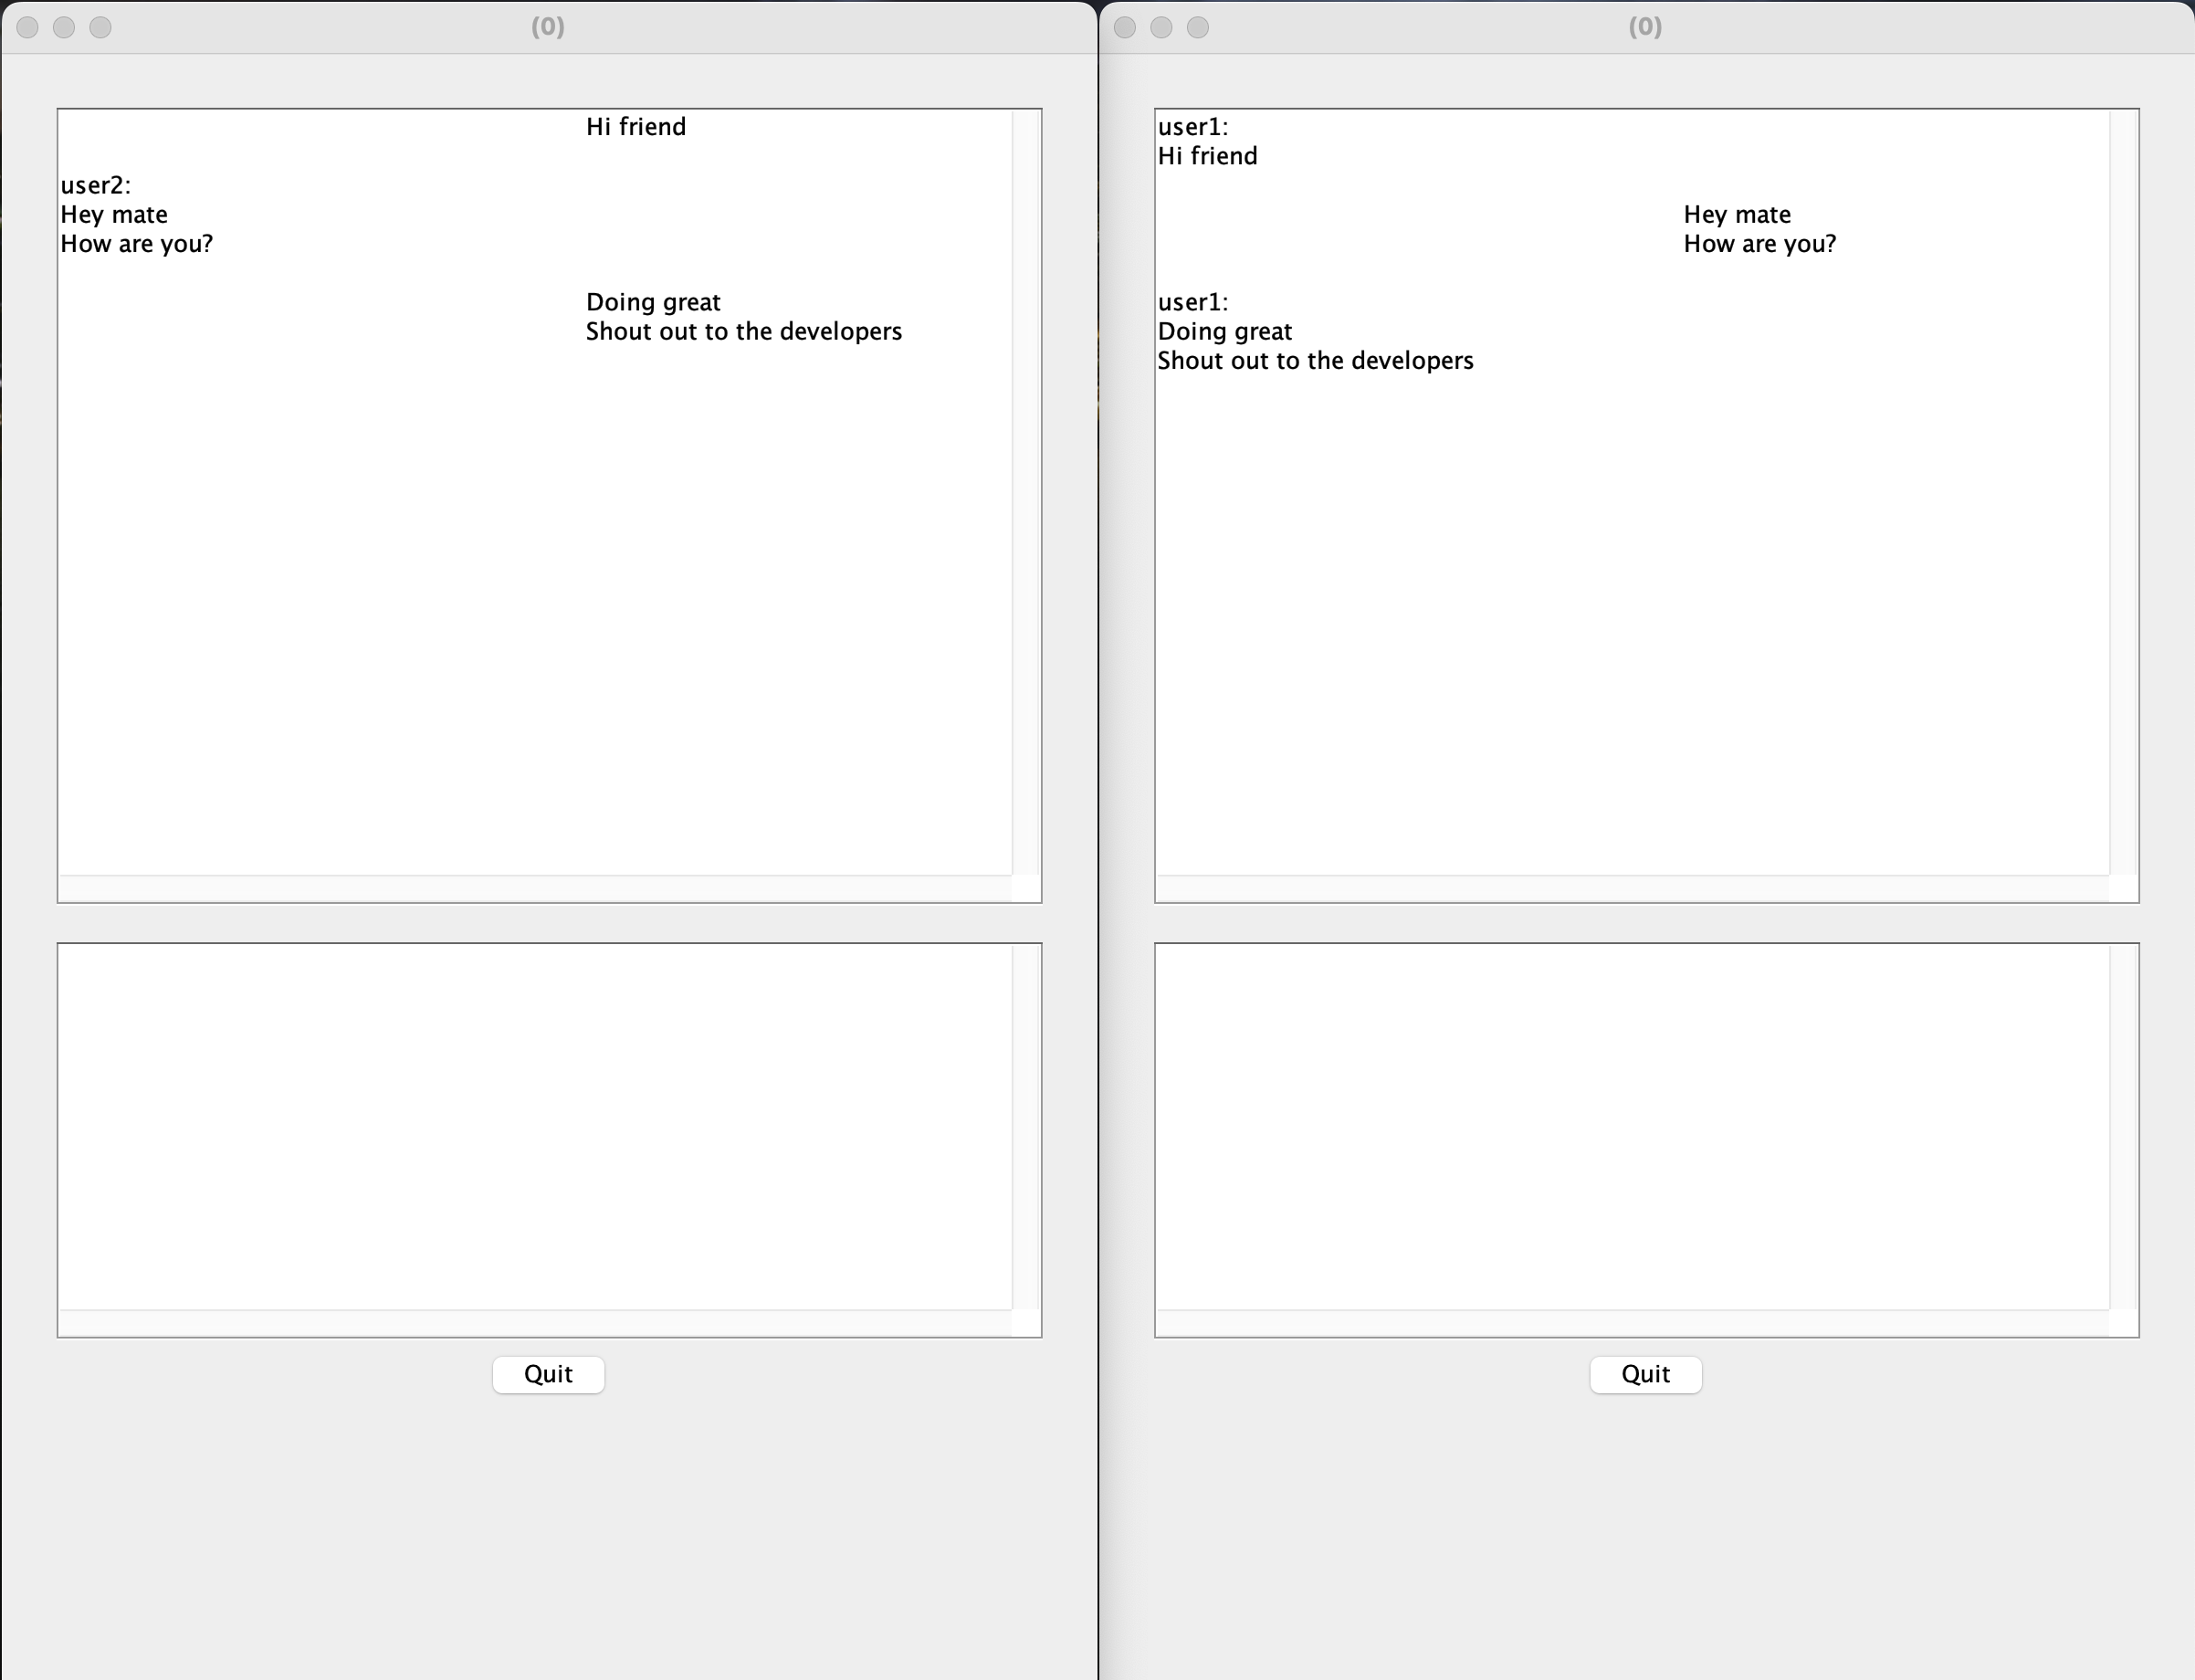 (0)
Hi friend
user2:
Hey mate
How are you?
Doing great
Shout out to the developers
Quit
(0)
user1:
Hi friend
Hey mate
How are you?
user1:
Doing great
Shout out to the developers
Quit